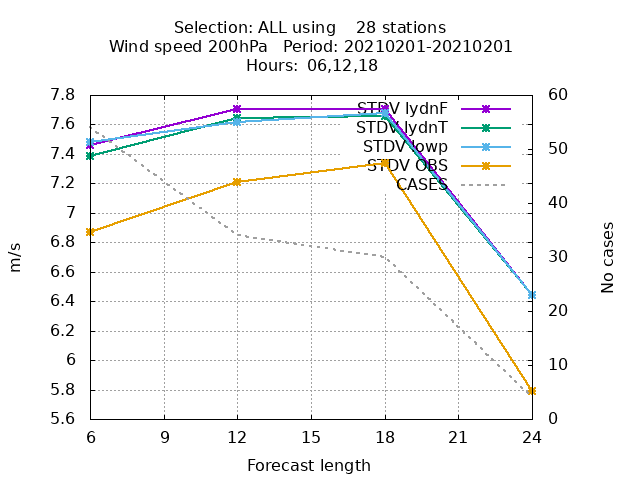 Selection: ALL using 28 stations
Wind speed 200hPa Period: 20210201-20210201
Hours: 06,12,18
STDV lydnF
STDV lydnT
STDV lowp
STDV OBS
CASES
7.8
7.6
7.4
7.2
7
6.8
6.6
6.4
6.2
6
5.8
5.6
60
50
40
30
20
10
0
m/s
No cases
6 9 12 15 18 21 24
Forecast length